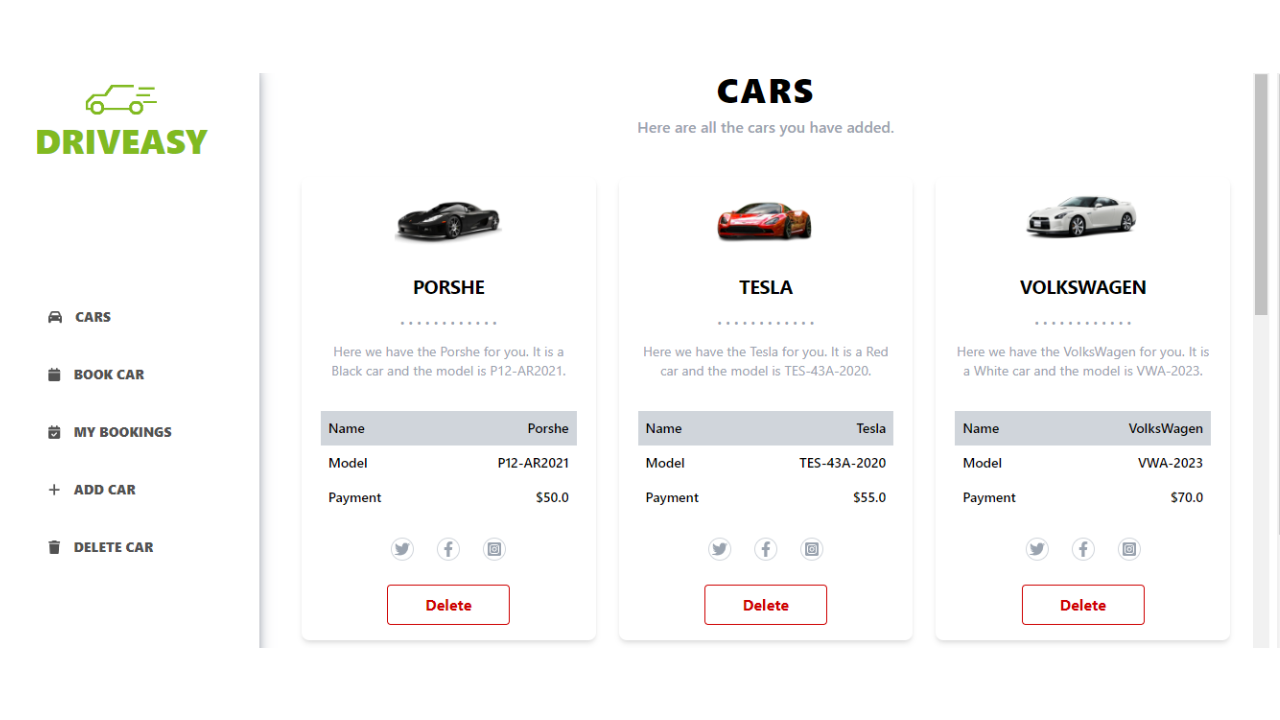 DRIVEASY
CARS
BOOK CAR
MY BOOKINGS
ADD CAR
DELETE CAR
CARS
Here are all the cars you have added.
PORSHE
Here we have the Porshe for you. It is a
Black car and the model is P12-AR2021.
Name Porshe
Model P12-AR2021
Payment $50.0
Delete
TESLA
Here we have the Tesla for you. It is a Red
car and the model is TES-43A-2020.
Name Tesla
Model TES-43A-2020
Payment $55.0
Delete
VOLKSWAGEN
Here we have the VolksWagen for you. It is
a White car and the model is VWA-2023.
Name VolksWagen
Model VWA-2023
Payment $70.0
Delete